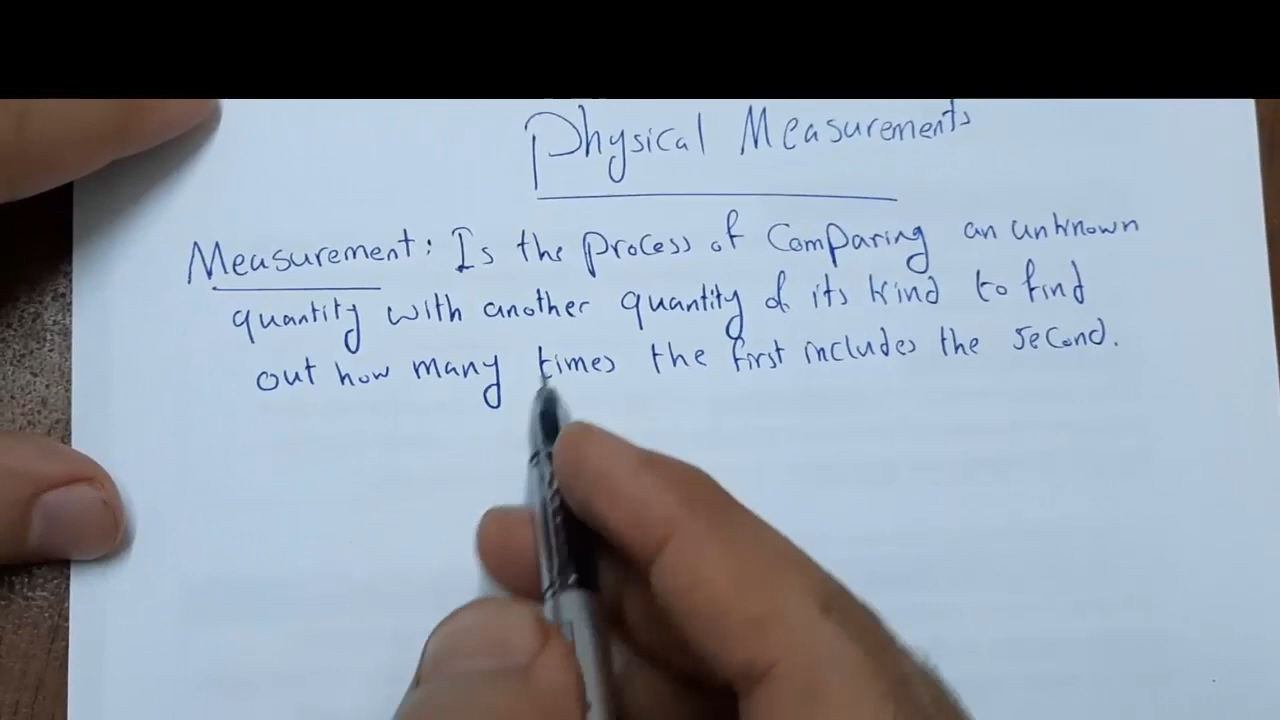 Physical Measurements
Measurement: Is the process of Comparing an unknown
quantity with another quantity of its kind to find
out how many times the first includes the second.